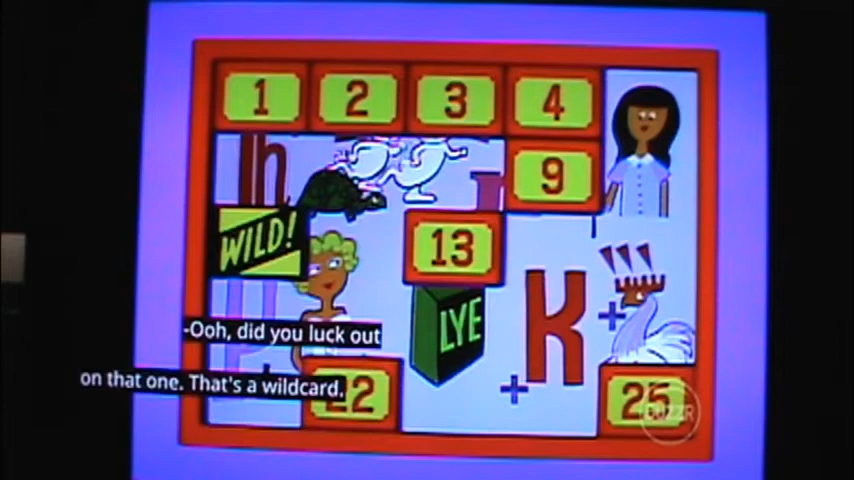 1 2 3 4
h
9
WILD!
13
LYE
K
+
-Ooh, did you luck out
on that one. That's a wildcard.
+
22
25
BUZZR